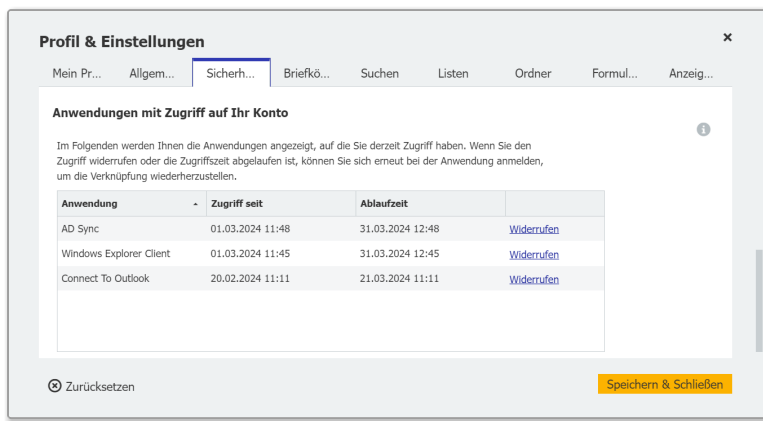 Profil & Einstellungen
Mein Pr... Allgem... Sicherh... Briefkö... Suchen Listen Ordner Formul... Anzeig...
Anwendungen mit Zugriff auf Ihr Konto
Im Folgenden werden Ihnen die Anwendungen angezeigt, auf die Sie derzeit Zugriff haben. Wenn Sie den
Zugriff widerrufen oder die Zugriffszeit abgelaufen ist, können Sie sich erneut bei der Anwendung anmelden,
um die Verknüpfung wiederherzustellen.
Anwendung Zugriff seit Ablaufzeit
AD Sync 01.03.2024 11:48 31.03.2024 12:48 Widerrufen
Windows Explorer Client 01.03.2024 11:45 31.03.2024 12:45 Widerrufen
Connect To Outlook 20.02.2024 11:11 21.03.2024 11:11 Widerrufen
Zurücksetzen Speichern & Schließen